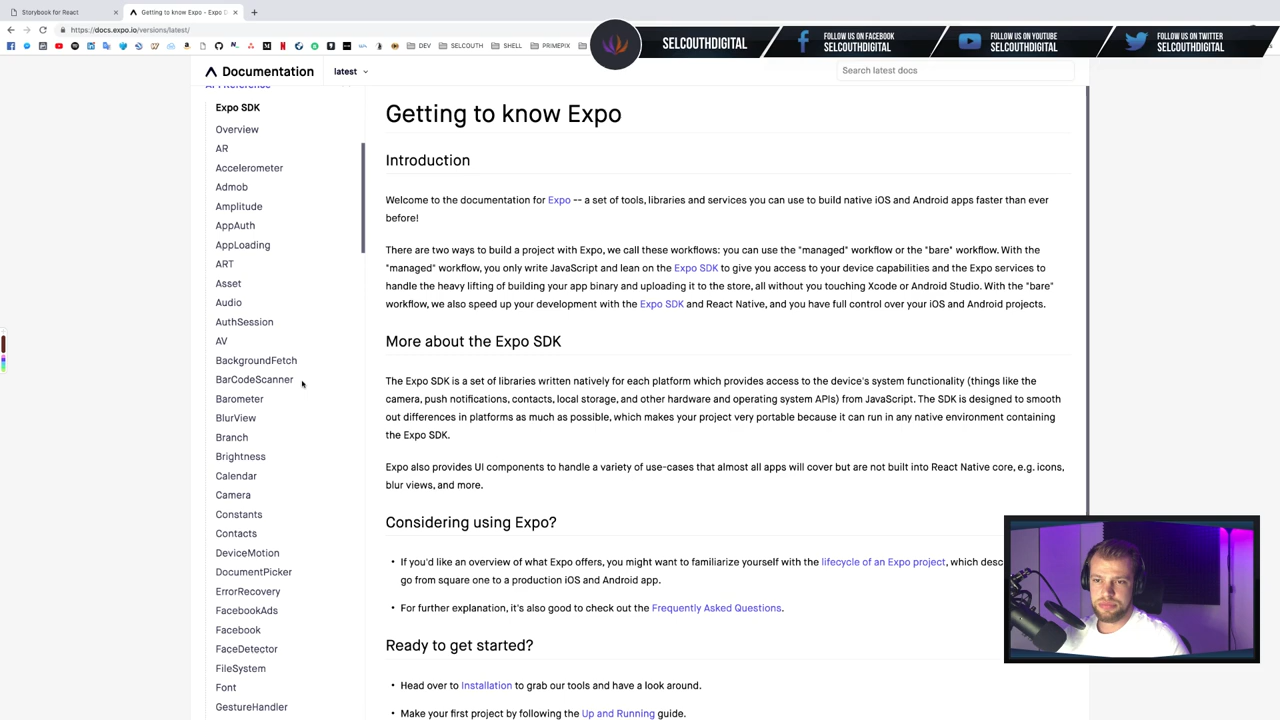 Storybook for React
Getting to know Expo - Expo D
https://docs.expo.io/versions/latest/
DEV
SELCOUTH
SHELL
PRIMEPIX
SELCOUTHDIGITAL
FOLLOW US ON FACEBOOK
SELCOUTHDIGITAL
FOLLOW US ON YOUTUBE
SELCOUTHDIGITAL
FOLLOW US ON TWITTER
SELCOUTHDIGITAL
Documentation
latest
Search latest docs
API Reference
Expo SDK
Overview
AR
Accelerometer
Admob
Amplitude
AppAuth
AppLoading
ART
Asset
Audio
AuthSession
AV
BackgroundFetch
BarCodeScanner
Barometer
BlurView
Branch
Brightness
Calendar
Camera
Constants
Contacts
DeviceMotion
DocumentPicker
ErrorRecovery
FacebookAds
Facebook
FaceDetector
FileSystem
Font
GestureHandler
Getting to know Expo
Introduction
Welcome to the documentation for Expo -- a set of tools, libraries and services you can use to build native iOS and Android apps faster than ever
before!
There are two ways to build a project with Expo, we call these workflows: you can use the "managed" workflow or the "bare" workflow. With the
"managed" workflow, you only write JavaScript and lean on the Expo SDK to give you access to your device capabilities and the Expo services to
handle the heavy lifting of building your app binary and uploading it to the store, all without you touching Xcode or Android Studio. With the "bare"
workflow, we also speed up your development with the Expo SDK and React Native, and you have full control over your iOS and Android projects.
More about the Expo SDK
The Expo SDK is a set of libraries written natively for each platform which provides access to the device's system functionality (things like the
camera, push notifications, contacts, local storage, and other hardware and operating system APIs) from JavaScript. The SDK is designed to smooth
out differences in platforms as much as possible, which makes your project very portable because it can run in any native environment containing
the Expo SDK.
Expo also provides UI components to handle a variety of use-cases that almost all apps will cover but are not built into React Native core, e.g. icons,
blur views, and more.
Considering using Expo?
• If you'd like an overview of what Expo offers, you might want to familiarize yourself with the lifecycle of an Expo project, which desc
go from square one to a production iOS and Android app.
• For further explanation, it's also good to check out the Frequently Asked Questions.
Ready to get started?
• Head over to Installation to grab our tools and have a look around.
• Make your first project by following the Up and Running guide.